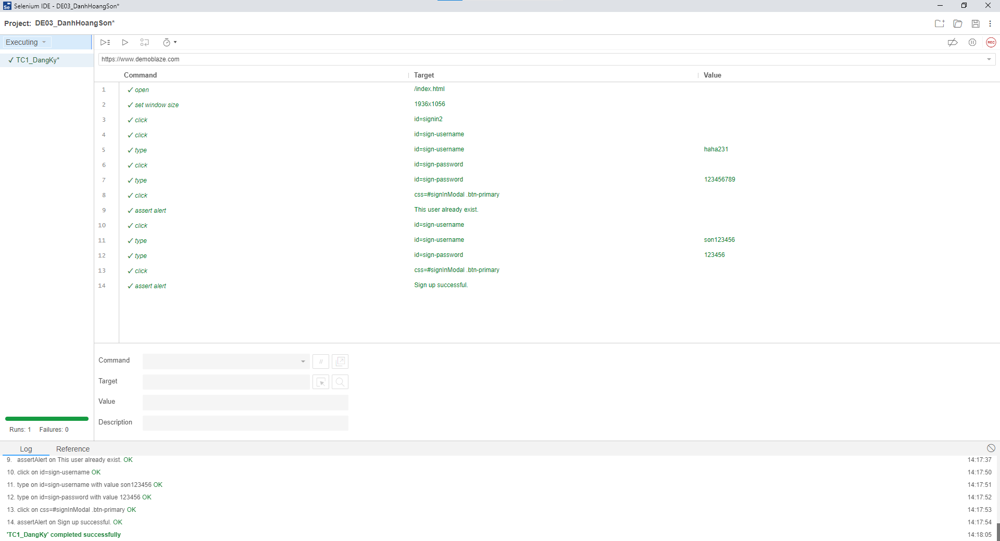 Selenium IDE - DE03_DanhHoangSon*
Project: DE03_DanhHoangSon*
Executing
REC
✓ TC1_DangKy*
https://www.demoblaze.com
Command Target Value
1 ✓ open /index.html
2 ✓ set window size 1936x1056
3 ✓ click id=signin2
4 ✓ click id=sign-username
5 ✓ type id=sign-username haha231
6 ✓ click id=sign-password
7 ✓ type id=sign-password 123456789
8 ✓ click css=#signInModal .btn-primary
9 ✓ assert alert This user already exist.
10 ✓ click id=sign-username
11 ✓ type id=sign-username son123456
12 ✓ type id=sign-password 123456
13 ✓ click css=#signInModal .btn-primary
14 ✓ assert alert Sign up successful.
Command //
Target
Value
Description
Runs: 1 Failures: 0
Log Reference
9. assertAlert on This user already exist. OK 14:17:37
10. click on id=sign-username OK 14:17:50
11. type on id=sign-username with value son123456 OK 14:17:51
12. type on id=sign-password with value 123456 OK 14:17:52
13. click on css=#signInModal .btn-primary OK 14:17:53
14. assertAlert on Sign up successful. OK 14:17:54
'TC1_DangKy' completed successfully 14:18:05